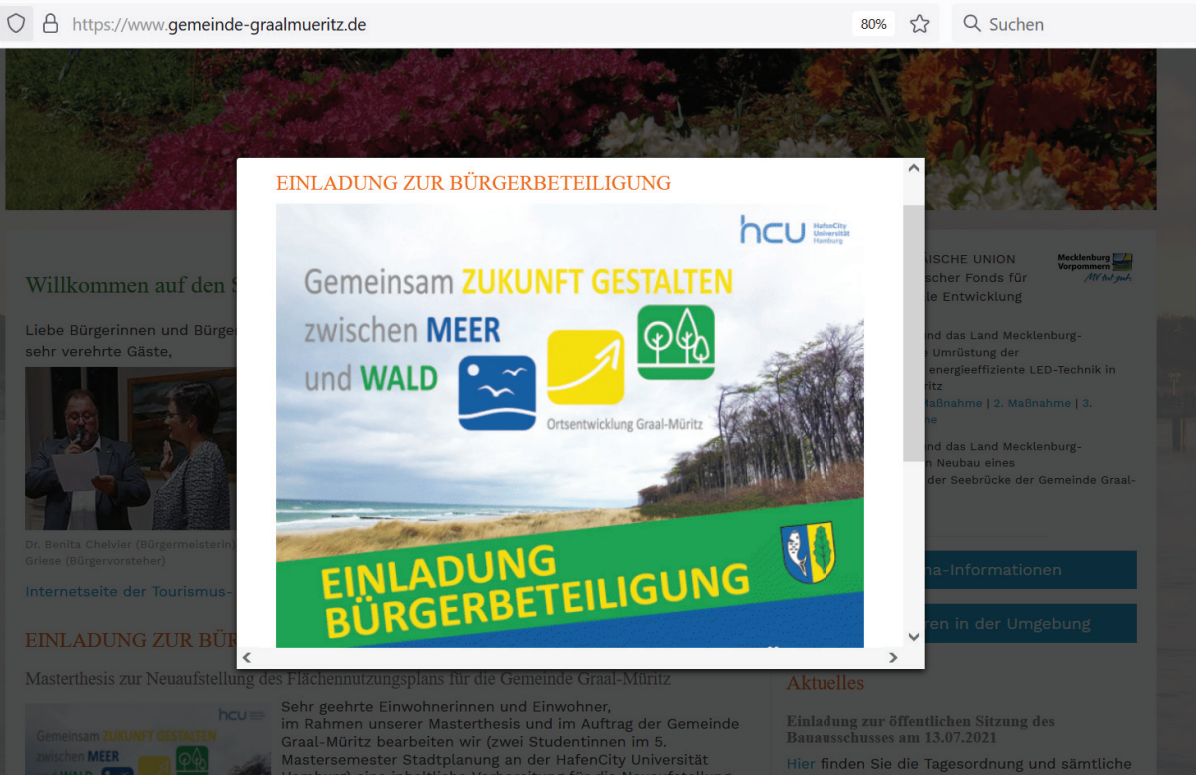 https://www.gemeinde-graalmueritz.de
80%
Suchen
EINLADUNG ZUR BÜRGERBETEILIGUNG
hcu HafenCity
Universität
Hamburg
Gemeinsam ZUKUNFT GESTALTEN
zwischen MEER
und WALD
Ortsentwicklung Graal-Müritz
EINLADUNG
BÜRGERBETEILIGUNG
Willkommen auf den
Liebe Bürgerinnen und Bürger
sehr verehrte Gäste,
Dr. Benita Chelvier (Bürgermeisterin)
Griese (Bürgervorsteher)
Internetseite der Tourismus-
EINLADUNG ZUR BÜR
Masterthesis zur Neuaufstellung des Flächennutzungsplans für die Gemeinde Graal-Müritz
hcu
Gemeinsam ZUKUNFT GESTALTEN
zwischen MEER
Sehr geehrte Einwohnerinnen und Einwohner,
im Rahmen unserer Masterthesis und im Auftrag der Gemeinde
Graal-Müritz bearbeiten wir (zwei Studentinnen im 5.
Mastersemester Stadtplanung an der HafenCity Universität
ISCHE UNION
scher Fonds für
le Entwicklung
Mecklenburg
Vorpommern
MV tut gut.
nd das Land Mecklenburg-
Umrüstung der
energieeffiziente LED-Technik in
ritz
Maßnahme | 2. Maßnahme | 3.
ne
nd das Land Mecklenburg-
n Neubau eines
der Seebrücke der Gemeinde Graal-
na-Informationen
ren in der Umgebung
Aktuelles
Einladung zur öffentlichen Sitzung des
Bauausschusses am 13.07.2021
Hier finden Sie die Tagesordnung und sämtliche